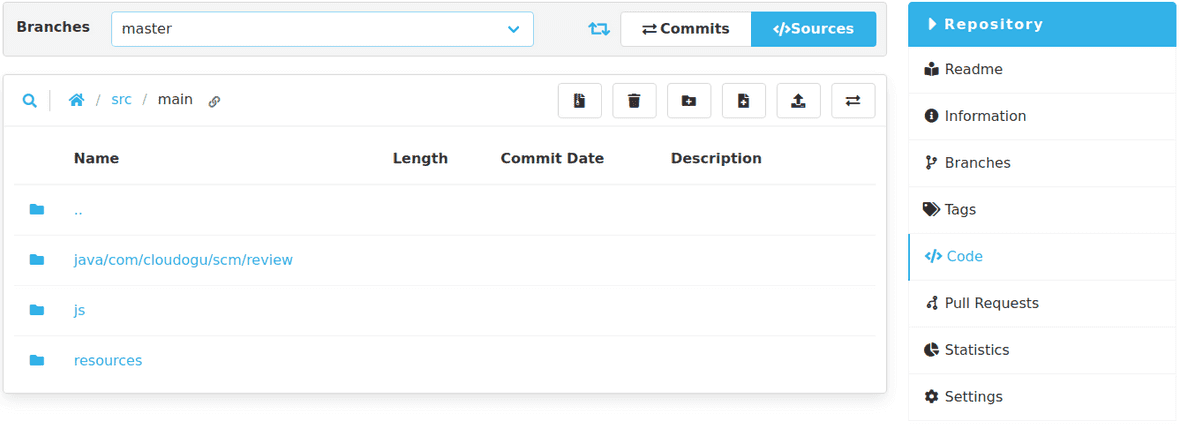 Branches master Commits </>Sources
/ src / main
Name Length Commit Date Description
..
java/com/cloudogu/scm/review
js
resources
Repository
Readme
Information
Branches
Tags
</> Code
Pull Requests
Statistics
Settings